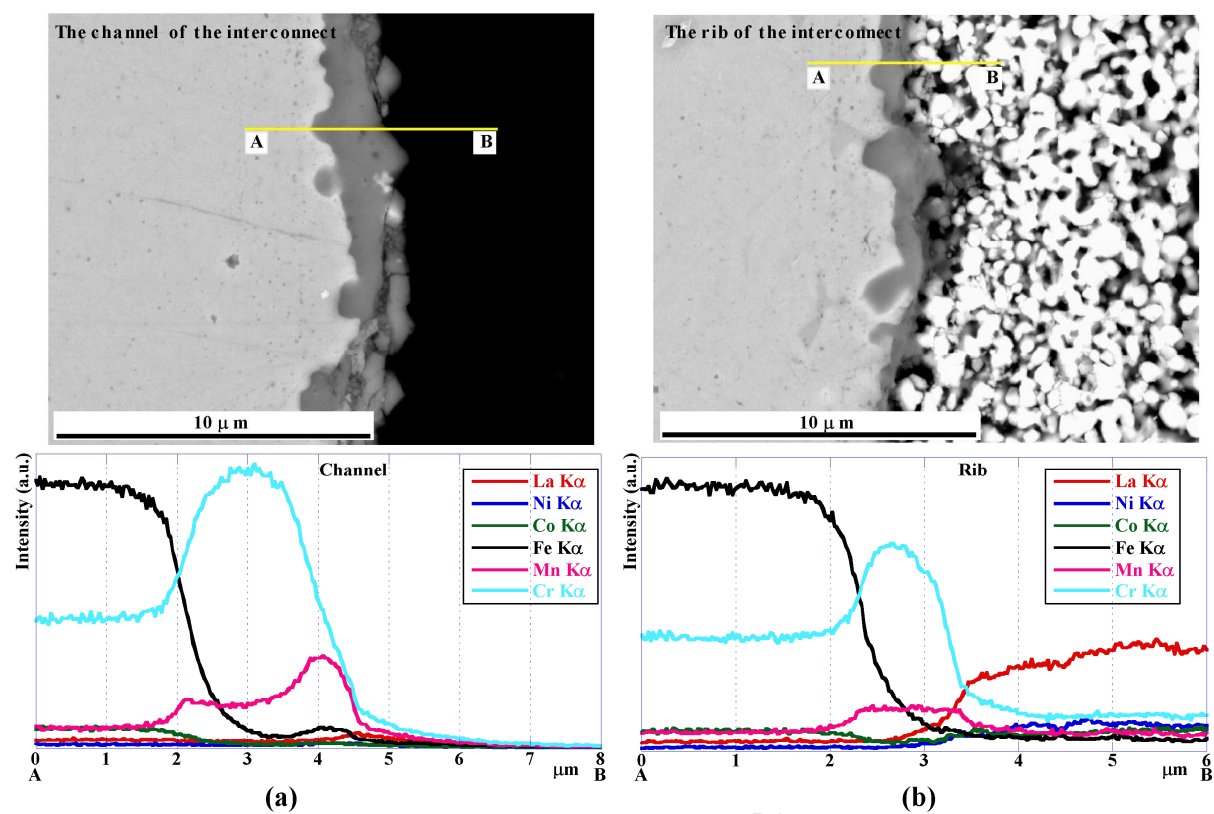 The channel of the interconnect
A
B
10 μm
The rib of the interconnect
A
B
10 μm
Intensity (a.u.)
Channel
La Kα
Ni Kα
Co Kα
Fe Kα
Mn Kα
Cr Kα
0 1 2 3 4 5 6 7 8
A μm B
(a)
Intensity (a.u.)
Rib
La Kα
Ni Kα
Co Kα
Fe Kα
Mn Kα
Cr Kα
0 1 2 3 4 5 6
A μm B
(b)